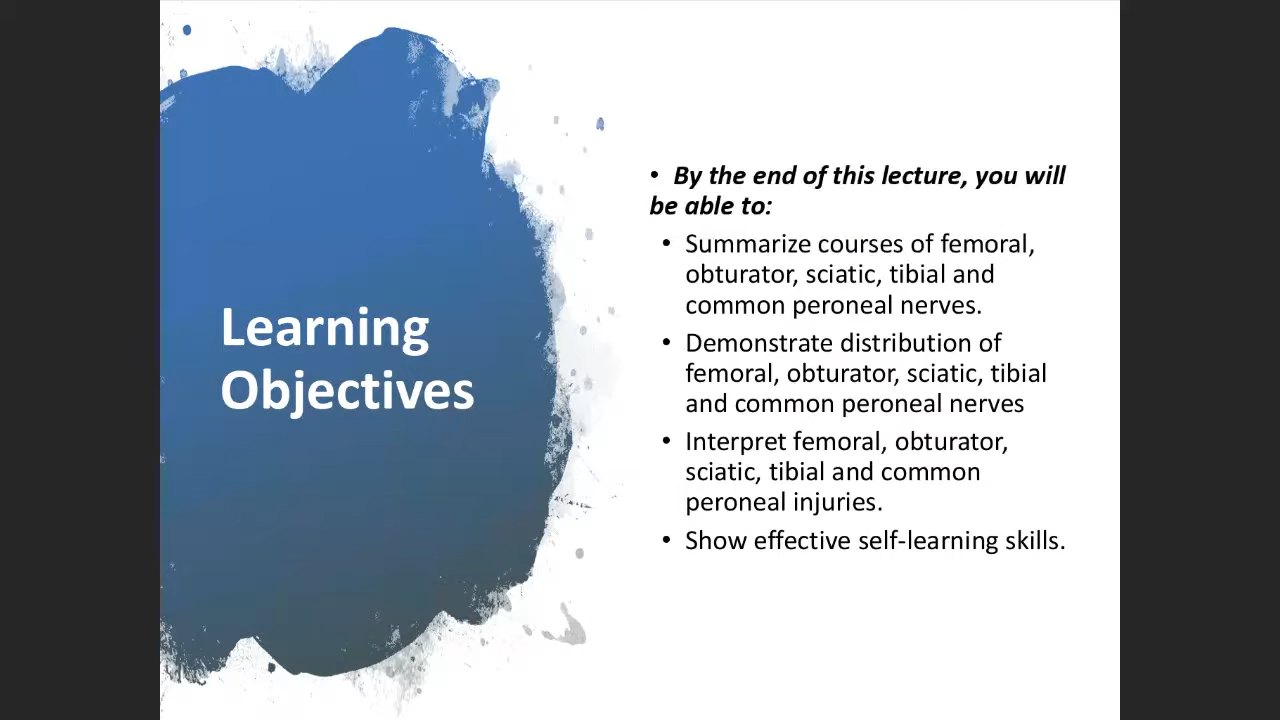 Learning
Objectives
• By the end of this lecture, you will
be able to:
• Summarize courses of femoral,
obturator, sciatic, tibial and
common peroneal nerves.
• Demonstrate distribution of
femoral, obturator, sciatic, tibial
and common peroneal nerves
• Interpret femoral, obturator,
sciatic, tibial and common
peroneal injuries.
• Show effective self-learning skills.